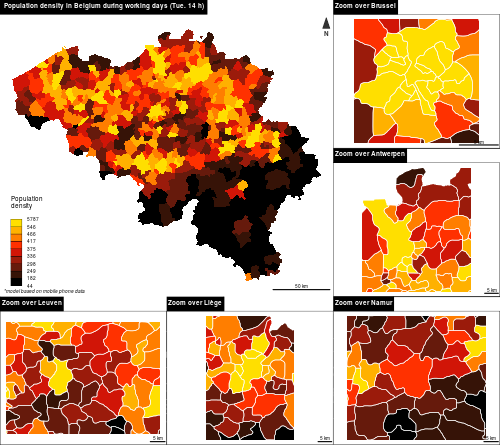 Population density in Belgium during working days (Tue. 14 h)
N
Population
density
5787
546
466
417
375
336
298
249
182
44
*model based on mobile phone data
50 km
Zoom over Brussel
5 km
Zoom over Antwerpen
5 km
Zoom over Leuven
5 km
Zoom over Liège
5 km
Zoom over Namur
5 km